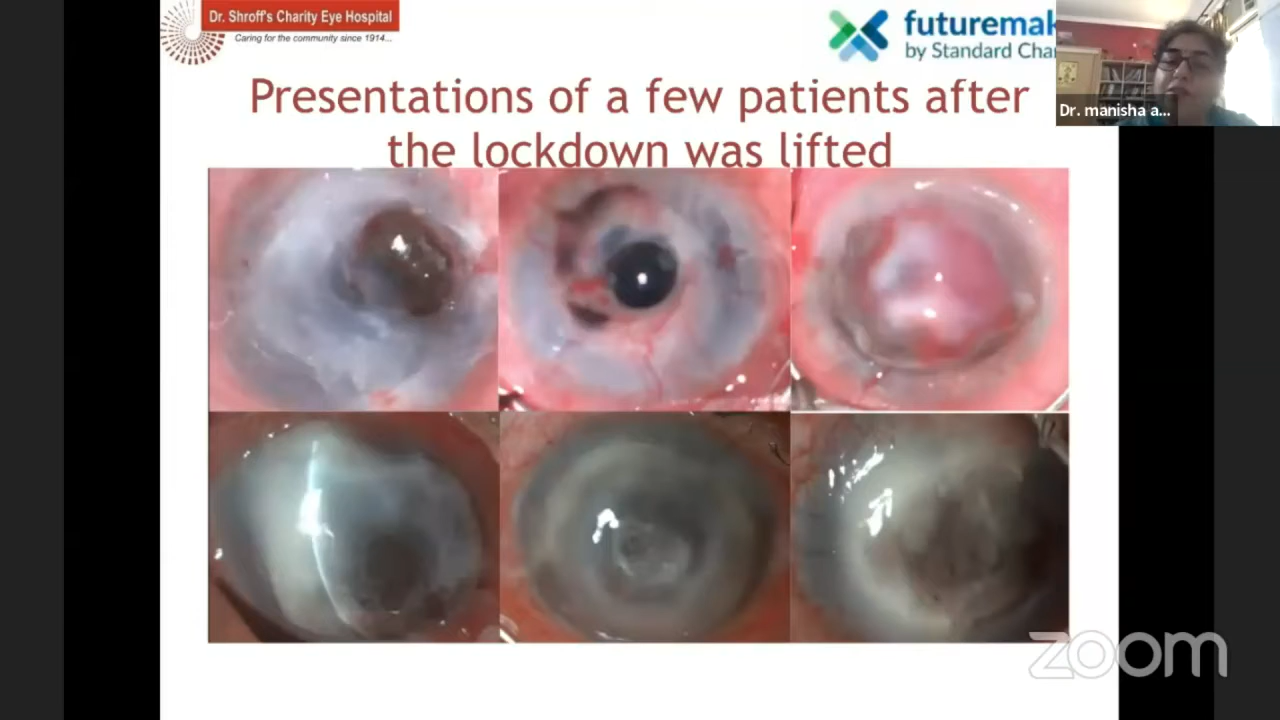 Dr. Shroff's Charity Eye Hospital
Caring for the community since 1914...
futuremak
by Standard Char
Dr. manisha a...
Presentations of a few patients after
the lockdown was lifted
zoom